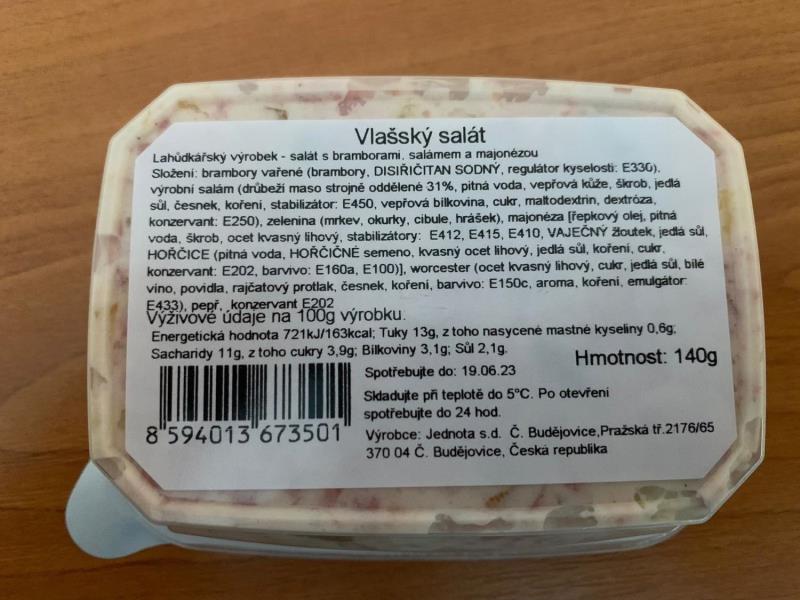 Vlašský salát
Lahůdkářský výrobek - salát s bramborami, salámem a majonézou
Složení: brambory vařené (brambory, DISIŘIČITAN SODNÝ, regulátor kyselosti: E330),
výrobní salám (drůbeží maso strojně oddělené 31%, pitná voda, vepřová kůže, škrob, jedlá
sůl, česnek, koření, stabilizátor: E450, vepřová bílkovina, cukr, maltodextrin, dextróza,
konzervant: E250), zelenina (mrkev, okurky, cibule, hrášek), majonéza [řepkový olej, pitná
voda, škrob, ocet kvasný lihový, stabilizátory: E412, E415, E410, VAJEČNÝ žloutek, jedlá sůl,
HOŘČICE (pitná voda, HOŘČIČNÉ semeno, kvasný ocet lihový, jedlá sůl, koření, cukr,
konzervant: E202, barvivo: E160a, E100)], worcester (ocet kvasný lihový, cukr, jedlá sůl, bílé
víno, povidla, rajčatový protlak, česnek, koření, barvivo: E150c, aroma, koření, emulgátor:
E433), pepř, konzervant E202
Výživové údaje na 100g výrobku.
Energetická hodnota 721kJ/163kcal; Tuky 13g, z toho nasycené mastné kyseliny 0,6g;
Sacharidy 11g, z toho cukry 3,9g; Bílkoviny 3,1g; Sůl 2,1g.
Hmotnost: 140g
Spotřebujte do: 19.06.23
Skladujte při teplotě do 5°C. Po otevření
spotřebujte do 24 hod.
Výrobce: Jednota s.d. Č. Budějovice,Pražská tř.2176/65
370 04 Č. Budějovice, Česká republika
8 594013 673501